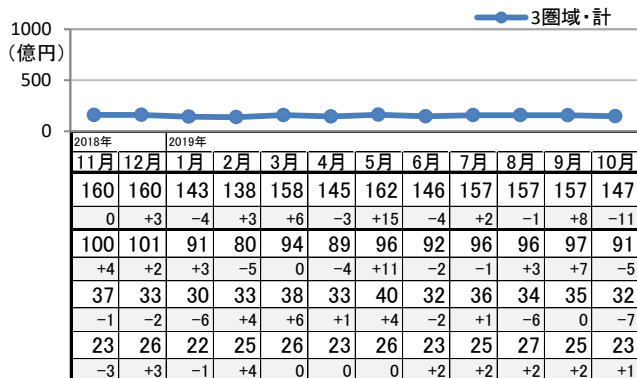 3圏域・計
1000
（億円）
500
0
2018年 2019年
11月 12月 1月 2月 3月 4月 5月 6月 7月 8月 9月 10月
160 160 143 138 158 145 162 146 157 157 157 147
0 +3 −4 +3 +6 −3 +15 −4 +2 −1 +8 −11
100 101 91 80 94 89 96 92 96 96 97 91
+4 +2 +3 −5 0 −4 +11 −2 −1 +3 +7 −5
37 33 30 33 38 33 40 32 36 34 35 32
−1 −2 −6 +4 +6 +1 +4 −2 +1 −6 0 −7
23 26 22 25 26 23 26 23 25 27 25 23
−3 +3 −1 +4 0 0 0 +2 +2 +2 +2 +1